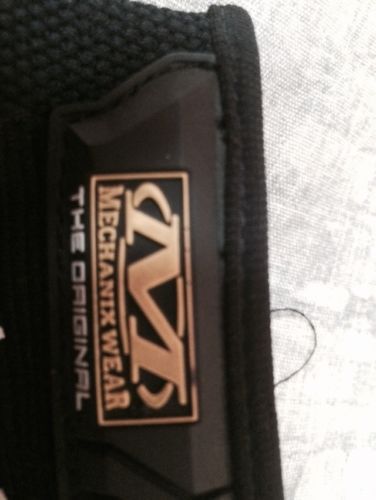 M
MECHANIX WEAR
THE ORIGINAL